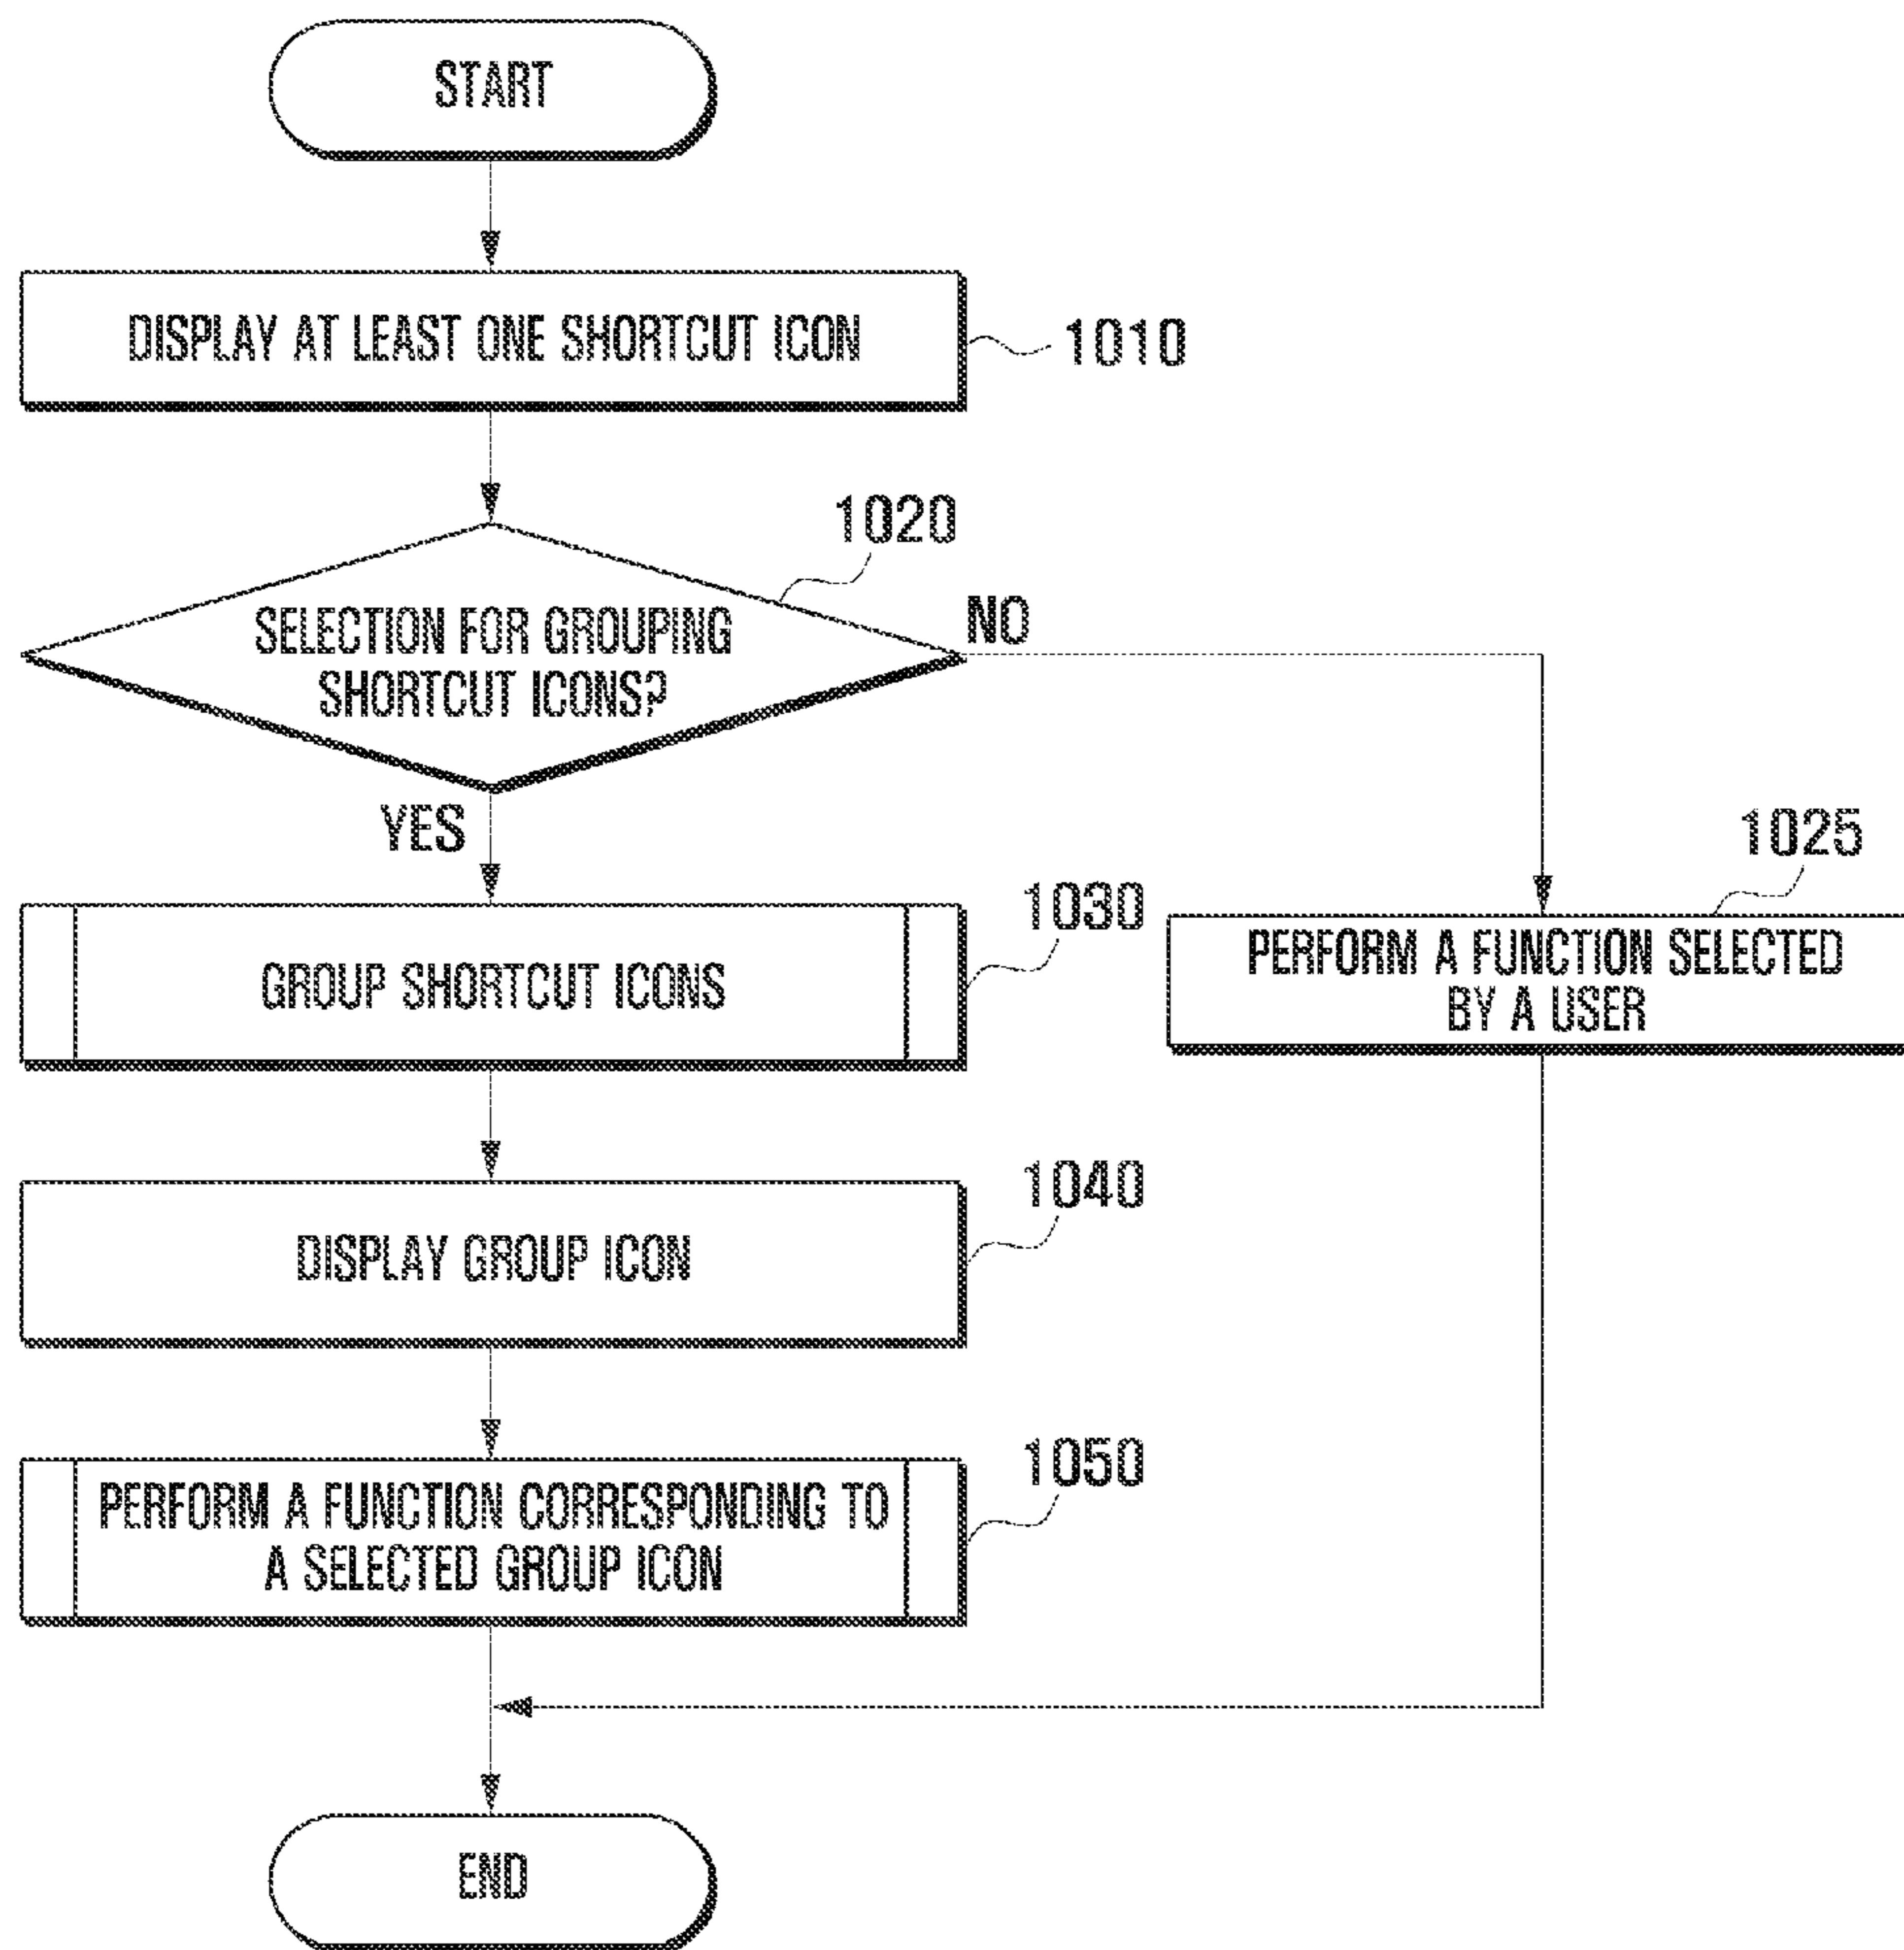 START
DISPLAY AT LEAST ONE SHORTCUT ICON
1010
1020
SELECTION FOR GROUPING
SHORTCUT ICONS?
NO
YES
1025
PERFORM A FUNCTION SELECTED
BY A USER
1030
GROUP SHORTCUT ICONS
1040
DISPLAY GROUP ICON
1050
PERFORM A FUNCTION CORRESPONDING TO
A SELECTED GROUP ICON
END